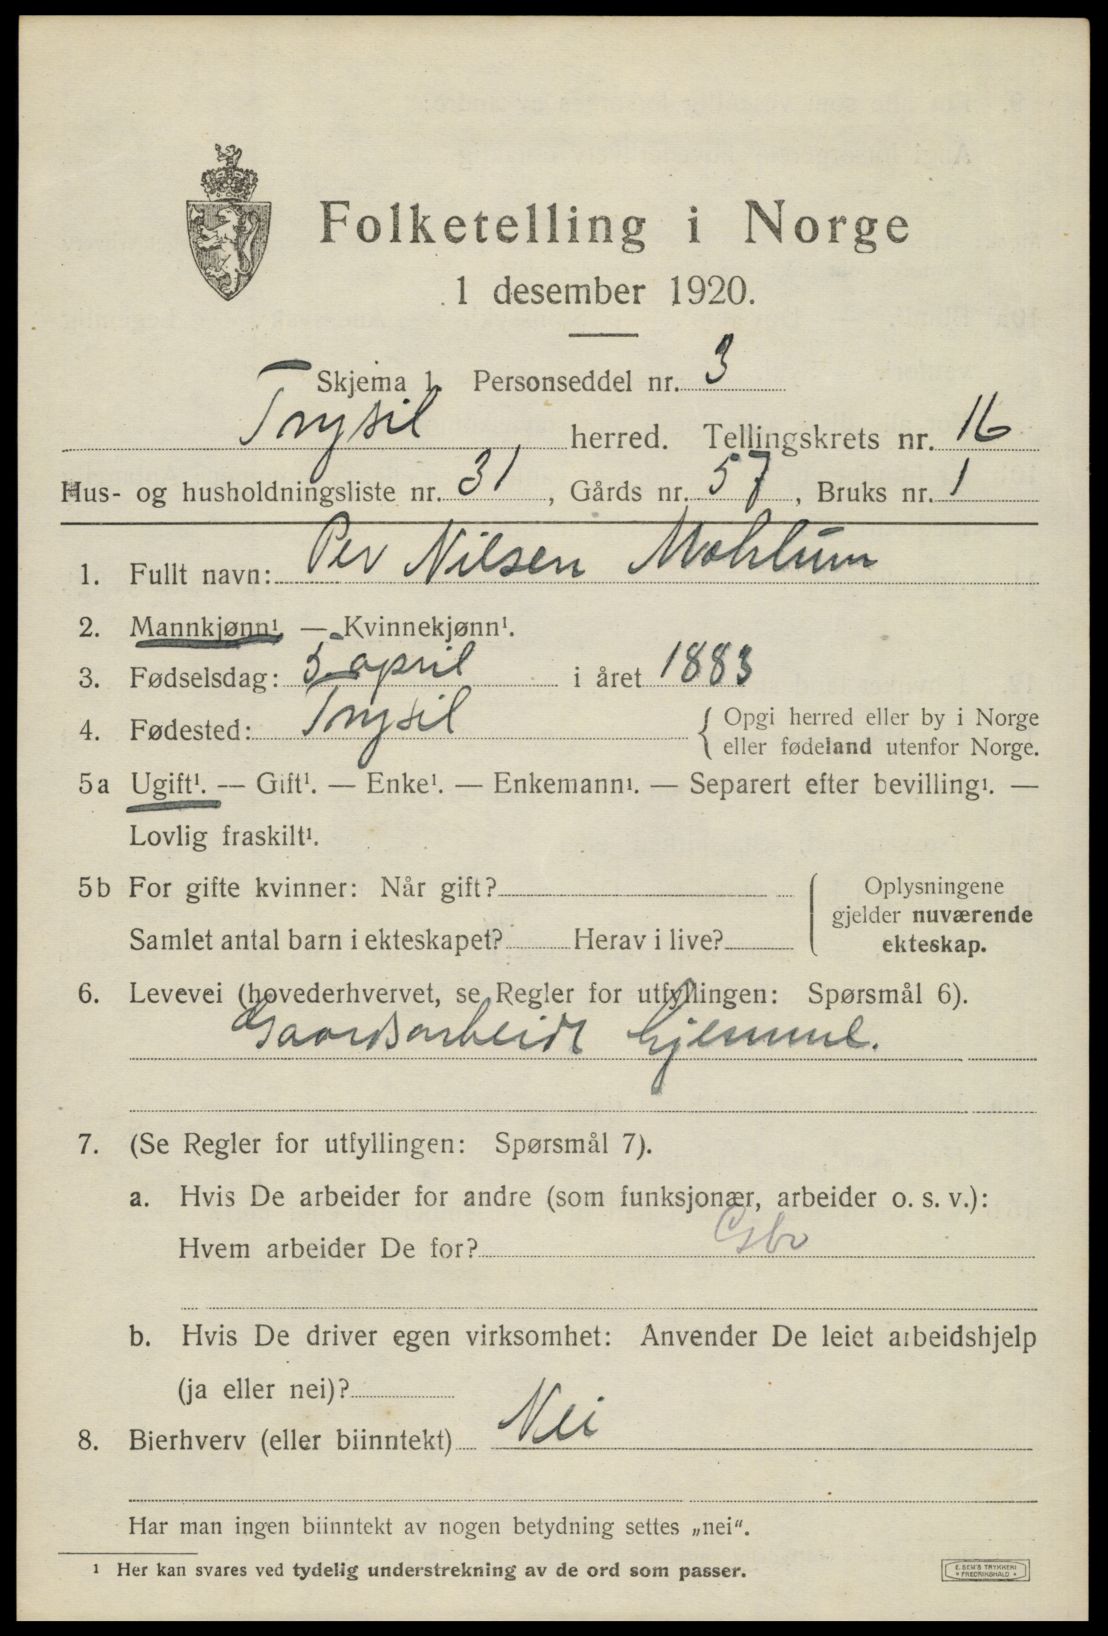 Folketelling i Norge
1 desember 1920.
Skjema 1. Personseddel nr. 3
Trysil herred. Tellingskrets nr. 16
Hus- og husholdningsliste nr. 31, Gårds nr. 57, Bruks nr. 1
1. Fullt navn: Per Nilsen Mohlum
2. Mannkjønn¹. — Kvinnekjønn¹.
3. Fødselsdag: 5 april i året 1883
4. Fødested: Trysil { Opgi herred eller by i Norge
eller fødeland utenfor Norge.
5a Ugift¹. — Gift¹. — Enke¹. — Enkemann¹. — Separert efter bevilling¹. —
Lovlig fraskilt¹.
5b For gifte kvinner: Når gift?
Samlet antal barn i ekteskapet? Herav i live?
{ Oplysningene
gjelder nuværende
ekteskap.
6. Levevei (hovederhvervet, se Regler for utfyllingen: Spørsmål 6).
Gaardsarbeide hjemme.
7. (Se Regler for utfyllingen: Spørsmål 7).
a. Hvis De arbeider for andre (som funksjonær, arbeider o. s. v.):
Hvem arbeider De for?
b. Hvis De driver egen virksomhet: Anvender De leiet arbeidshjelp
(ja eller nei)?
8. Bierhverv (eller biinntekt) Nei
Har man ingen biinntekt av nogen betydning settes „nei“.
¹ Her kan svares ved tydelig understrekning av de ord som passer.
E. SEM'S TRYKKERI
FREDRIKSHALD